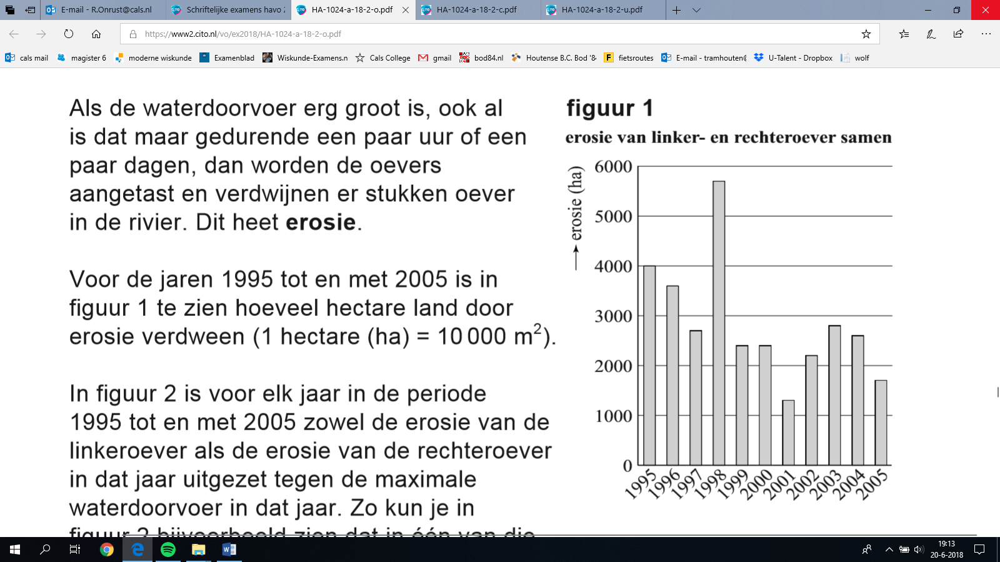 E-mail - R.Onrust@cals.nl
Schriftelijke examens havo 2
HA-1024-a-18-2-o.pdf
HA-1024-a-18-2-c.pdf
HA-1024-a-18-2-u.pdf
https://www2.cito.nl/vo/ex2018/HA-1024-a-18-2-o.pdf
cals mail
magister 6
moderne wiskunde
Examenblad
Wiskunde-Examens.n
Cals College
gmail
bod84.nl
Houtense B.C. Bod '84
fietsroutes
E-mail - tramhouten@
U-Talent - Dropbox
wolf
Als de waterdoorvoer erg groot is, ook al
is dat maar gedurende een paar uur of een
paar dagen, dan worden de oevers
aangetast en verdwijnen er stukken oever
in de rivier. Dit heet erosie.
Voor de jaren 1995 tot en met 2005 is in
figuur 1 te zien hoeveel hectare land door
erosie verdween (1 hectare (ha) = 10 000 m²).
In figuur 2 is voor elk jaar in de periode
1995 tot en met 2005 zowel de erosie van de
linkeroever als de erosie van de rechteroever
in dat jaar uitgezet tegen de maximale
waterdoorvoer in dat jaar. Zo kun je in
figuur 2 bijvoorbeeld zien dat in één van die
figuur 1
erosie van linker- en rechteroever samen
erosie (ha)
6000
5000
4000
3000
2000
1000
0
1995
1996
1997
1998
1999
2000
2001
2002
2003
2004
2005
19:13
20-6-2018